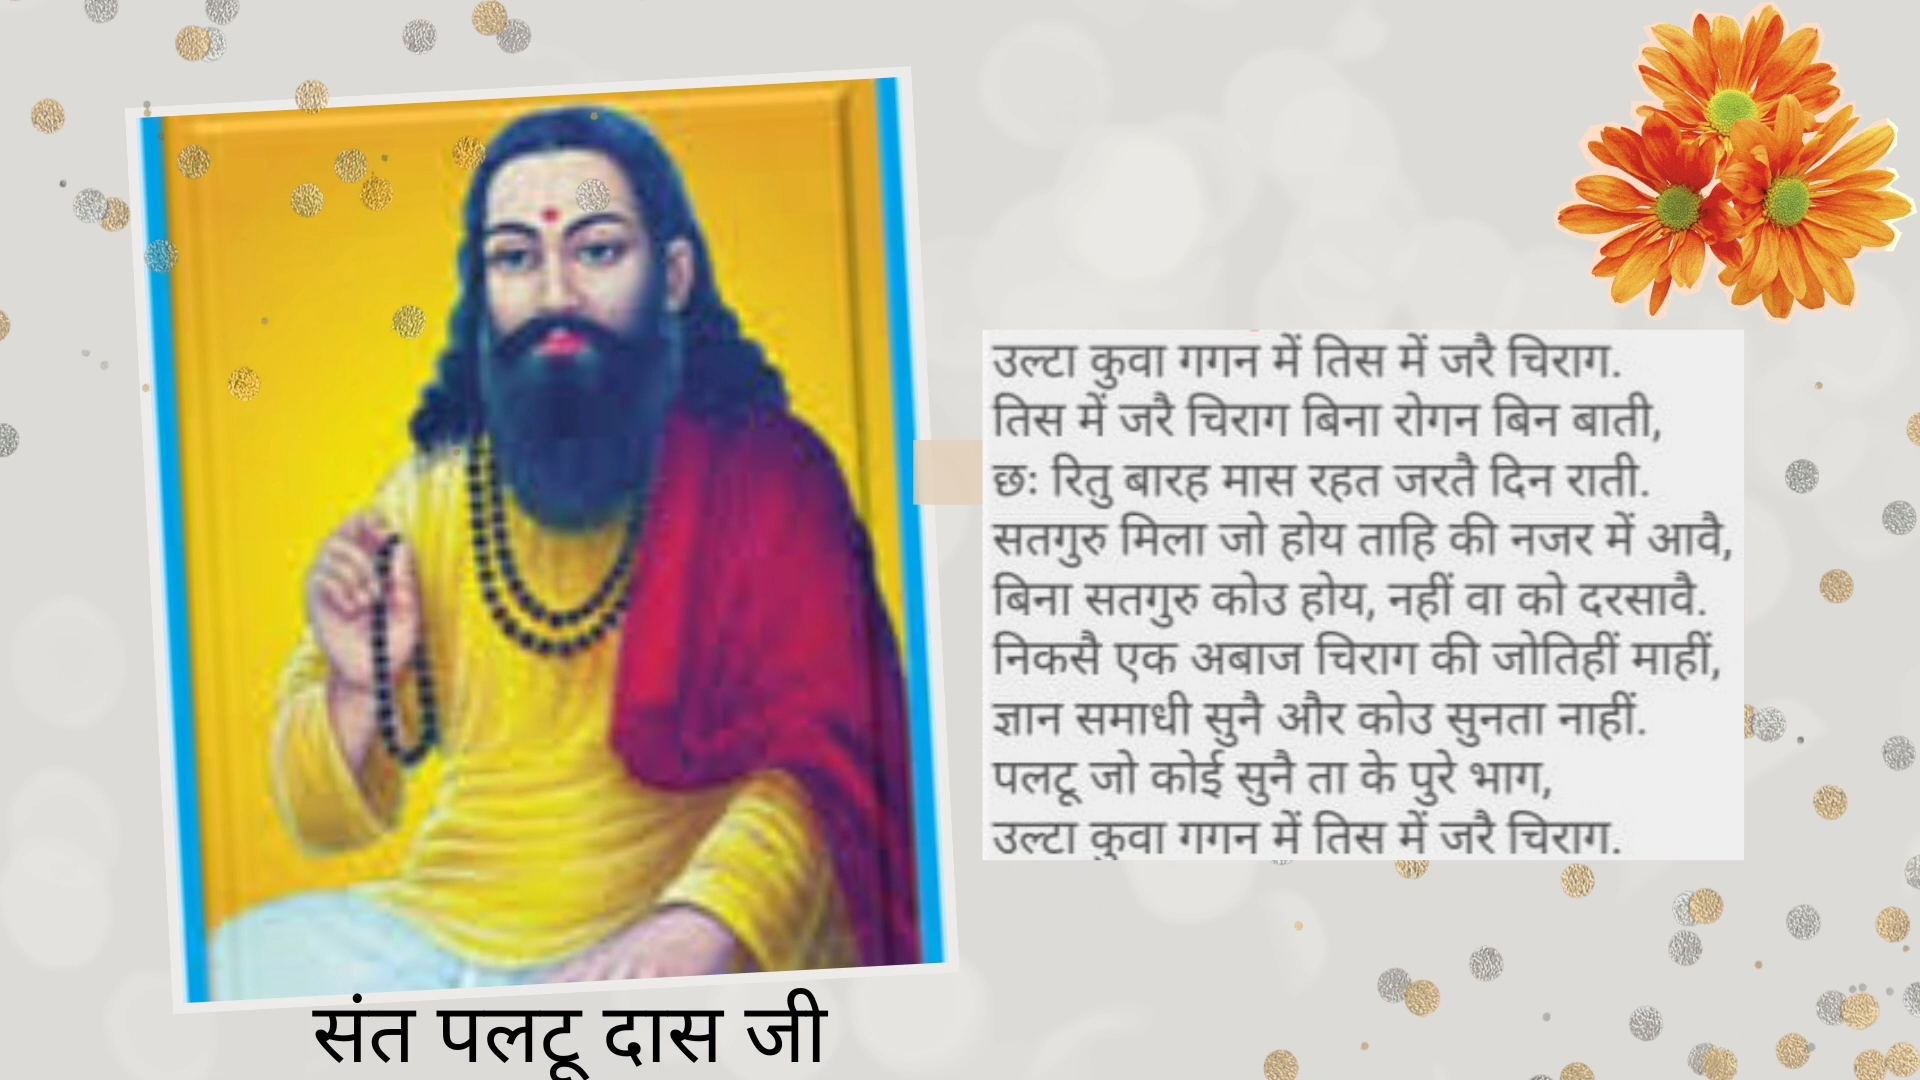 उल्टा कुवा गगन में तिस में जरै चिराग.
तिस में जरै चिराग बिना रोगन बिन बाती,
छः रितु बारह मास रहत जरतै दिन राती.
सतगुरु मिला जो होय ताहि की नजर में आवै,
बिना सतगुरु कोउ होय, नहीं वा को दरसावै.
निकसै एक अबाज चिराग की जोतिहीं माहीं,
ज्ञान समाधी सुनै और कोउ सुनता नाहीं.
पलटू जो कोई सुनै ता के पुरे भाग,
उल्टा कुवा गगन में तिस में जरै चिराग.
संत पलटू दास जी